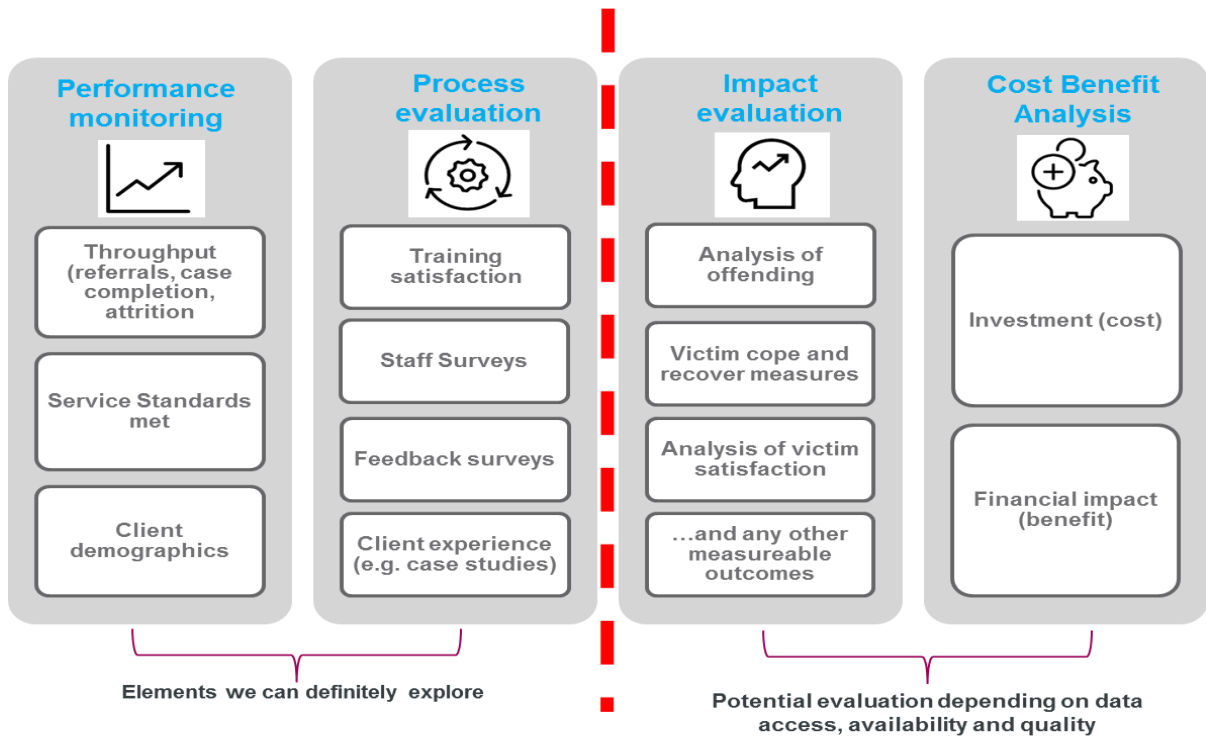 Performance
monitoring
Throughput
(referrals, case
completion,
attrition
Service Standards
met
Client
demographics
Process
evaluation
Training
satisfaction
Staff Surveys
Feedback surveys
Client experience
(e.g. case studies)
Elements we can definitely explore
Impact
evaluation
Analysis of
offending
Victim cope and
recover measures
Analysis of victim
satisfaction
...and any other
measureable
outcomes
Cost Benefit
Analysis
Investment (cost)
Financial impact
(benefit)
Potential evaluation depending on data
access, availability and quality